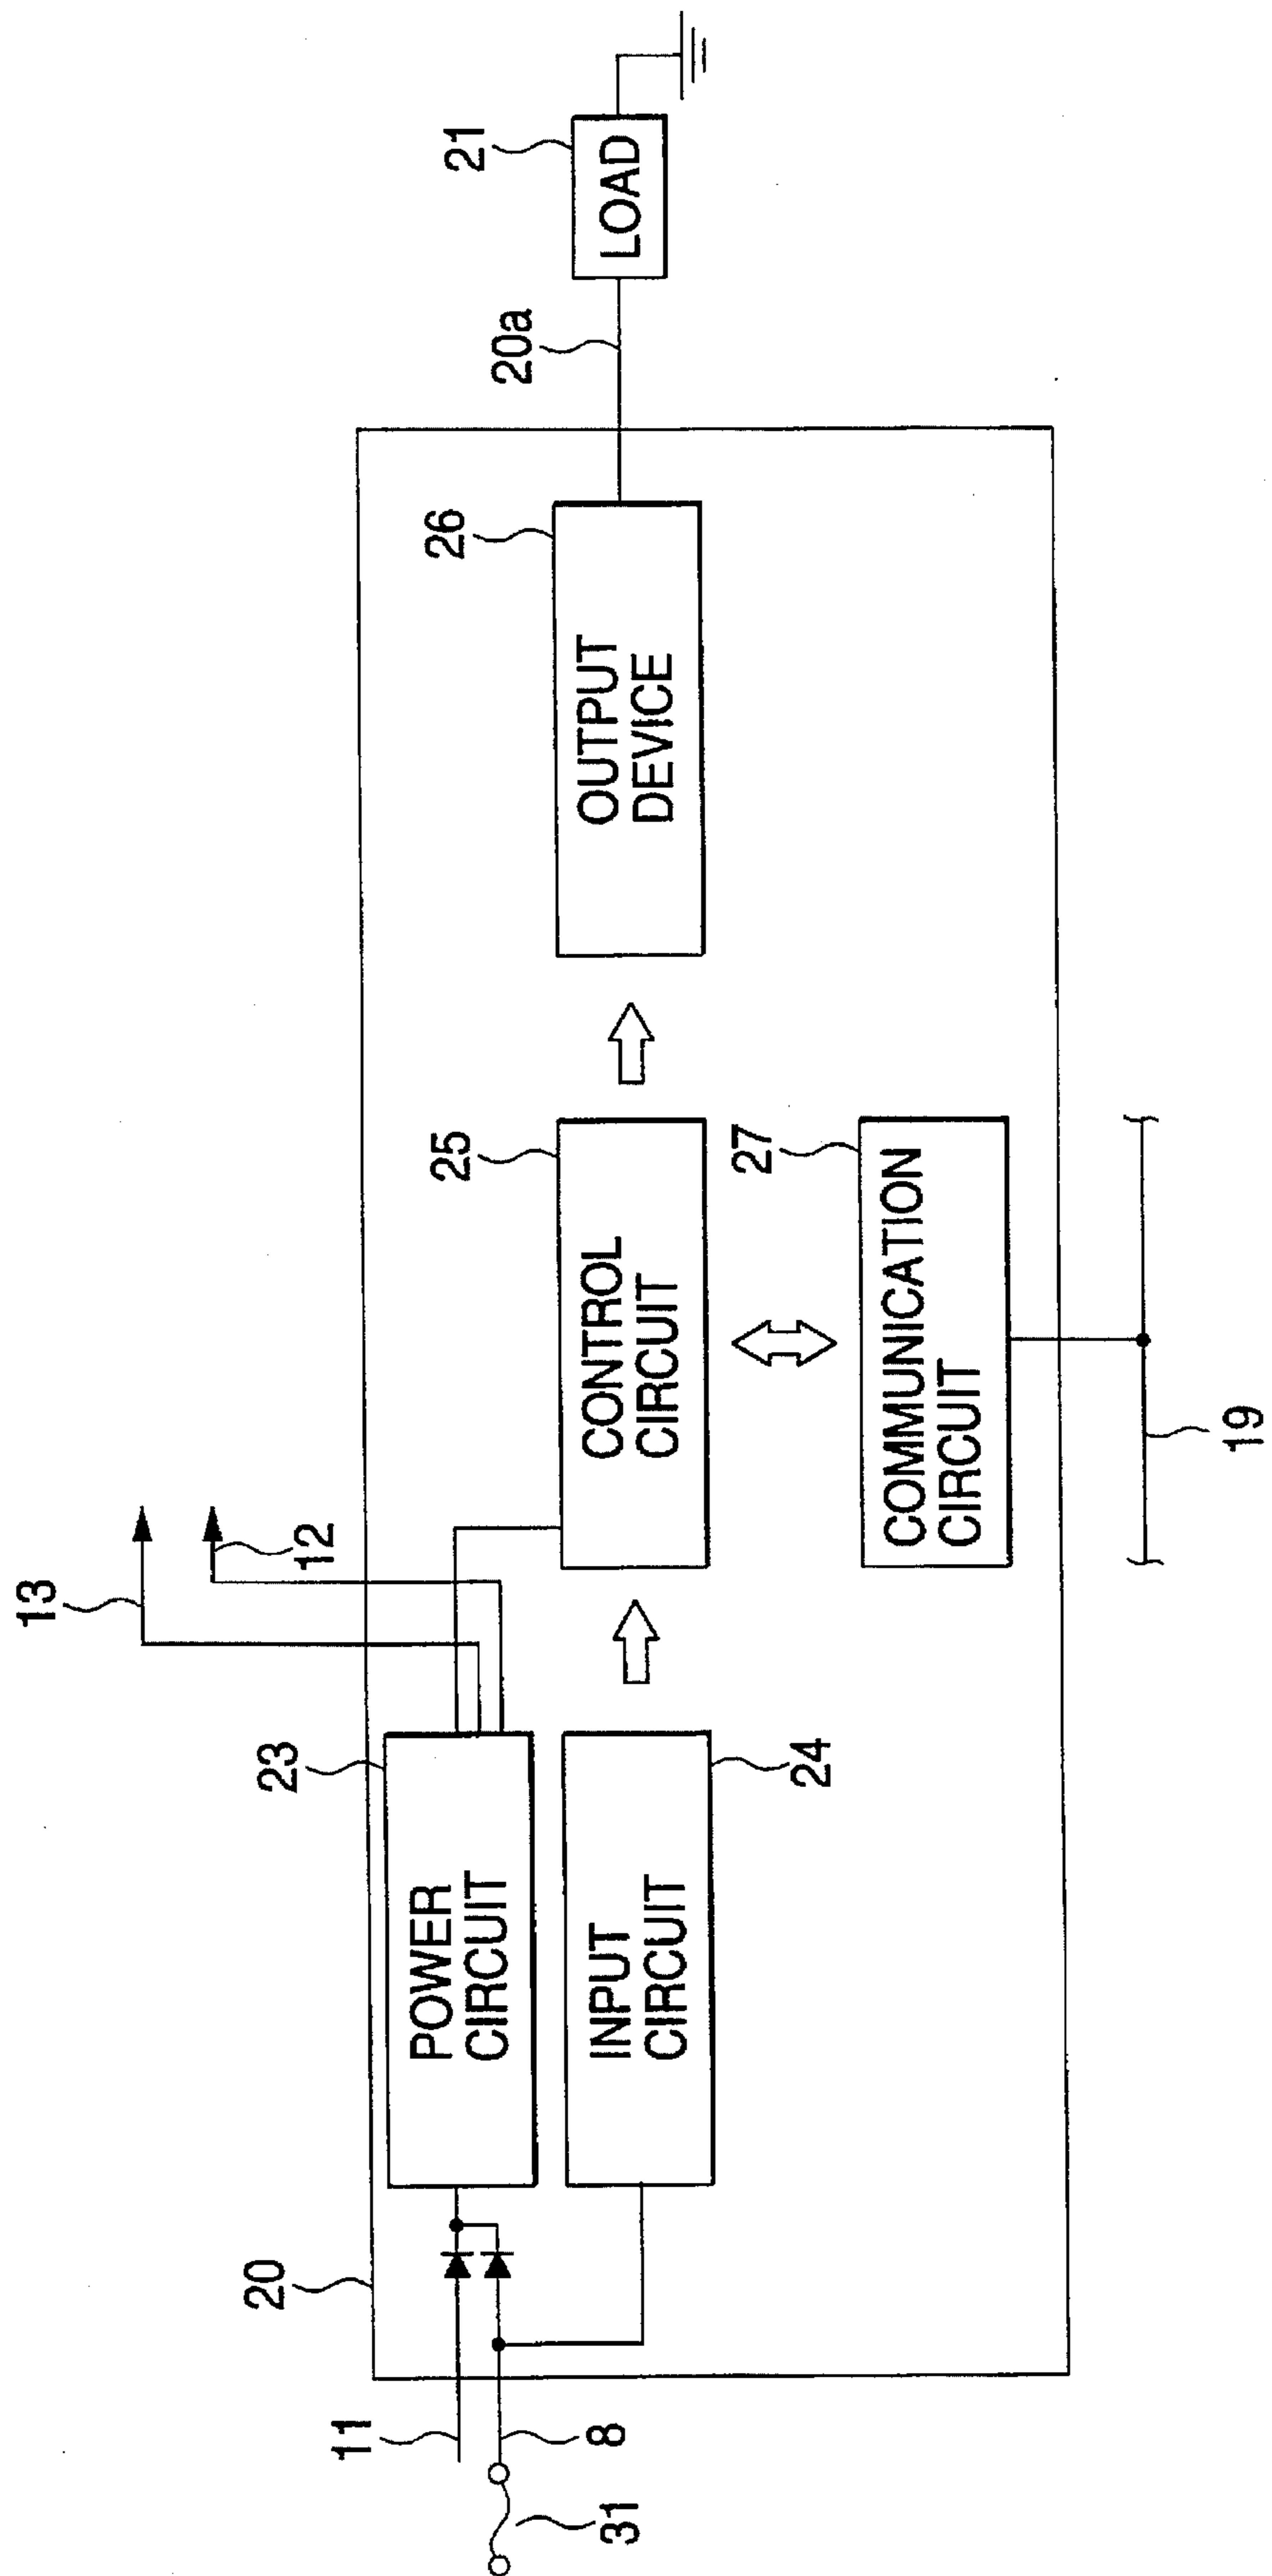 13
12
20
23
25
26
20a
21
POWER
CIRCUIT
CONTROL
CIRCUIT
OUTPUT
DEVICE
LOAD
11
8
31
INPUT
CIRCUIT
24
27
COMMUNICATION
CIRCUIT
19